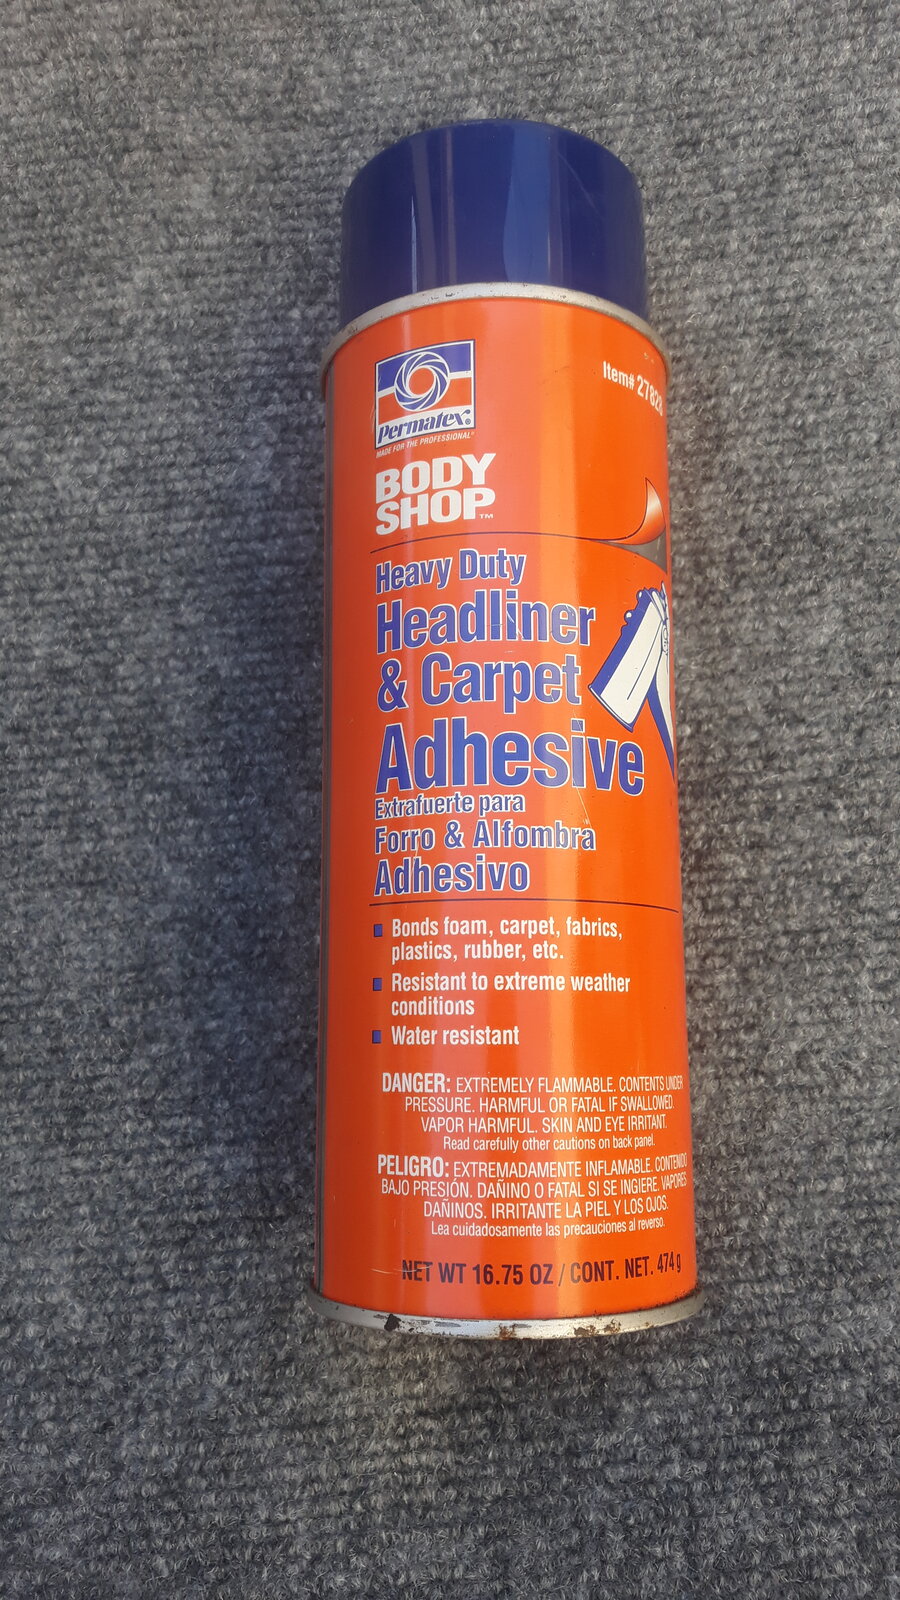 Item# 27828
Permatex®
MADE FOR THE PROFESSIONAL®
BODY
SHOP™
Heavy Duty
Headliner
& Carpet
Adhesive
Extrafuerte para
Forro & Alfombra
Adhesivo
Bonds foam, carpet, fabrics,
plastics, rubber, etc.
Resistant to extreme weather
conditions
Water resistant
DANGER: EXTREMELY FLAMMABLE. CONTENTS UNDER
PRESSURE. HARMFUL OR FATAL IF SWALLOWED.
VAPOR HARMFUL. SKIN AND EYE IRRITANT.
Read carefully other cautions on back panel.
PELIGRO: EXTREMADAMENTE INFLAMABLE. CONTENIDO
BAJO PRESIÓN. DAÑINO O FATAL SI SE INGIERE. VAPORES
DAÑINOS. IRRITANTE LA PIEL Y LOS OJOS.
Lea cuidadosamente las precauciones al reverso.
NET WT 16.75 OZ / CONT. NET. 474 g